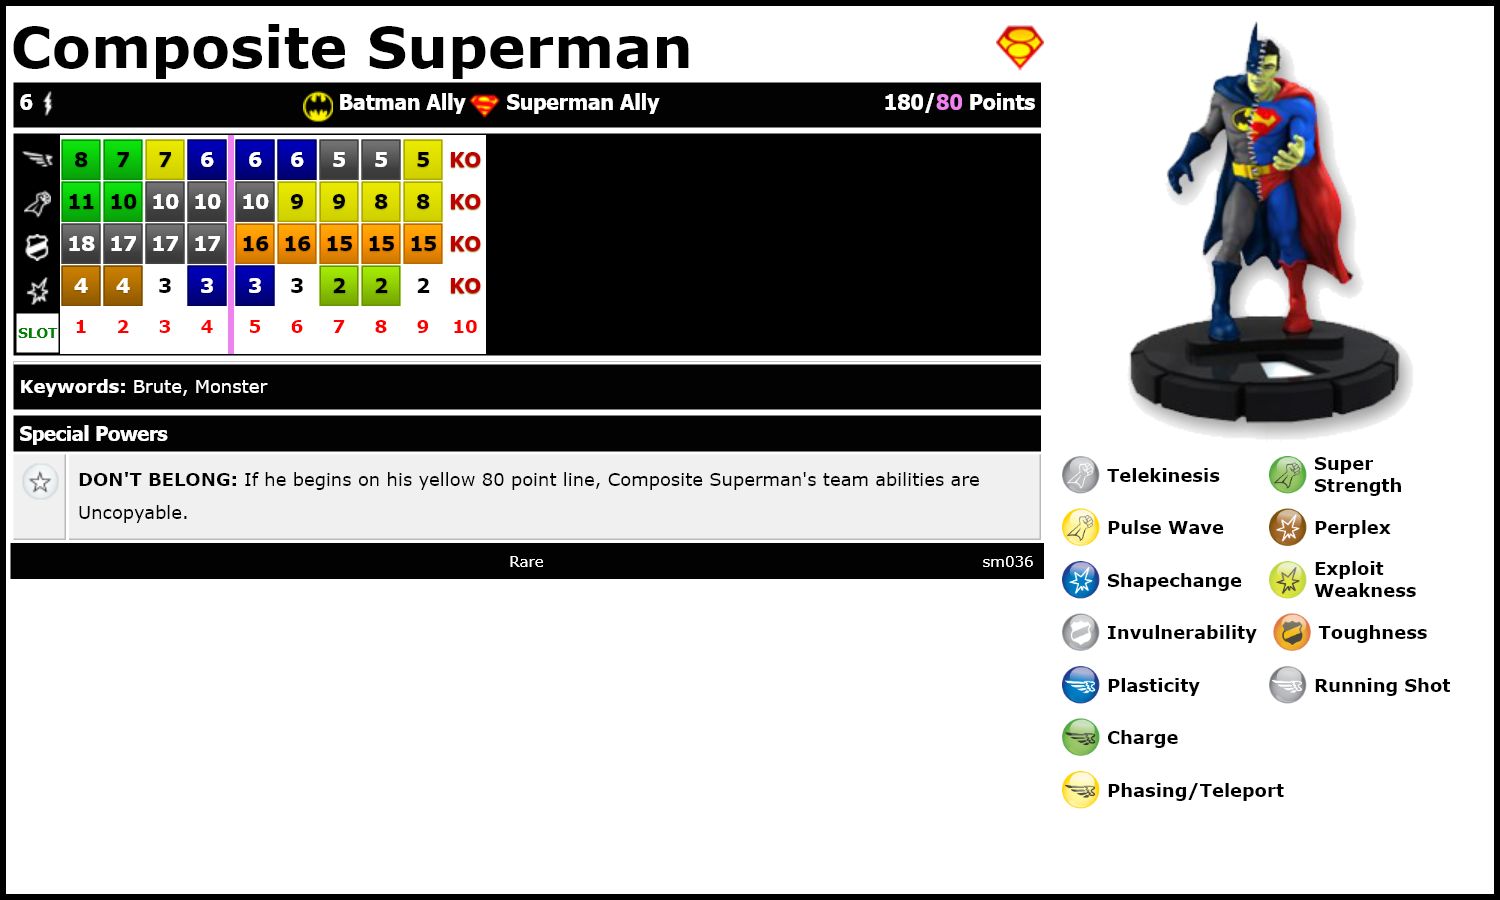 Composite Superman
6 Batman Ally Superman Ally 180/80 Points
8 7 7 6 6 6 5 5 5 KO
11 10 10 10 10 9 9 8 8 KO
18 17 17 17 16 16 15 15 15 KO
4 4 3 3 3 3 2 2 2 KO
SLOT 1 2 3 4 5 6 7 8 9 10
Keywords: Brute, Monster
Special Powers
DON'T BELONG: If he begins on his yellow 80 point line, Composite Superman's team abilities are
Uncopyable.
Rare sm036
Telekinesis
Super
Strength
Pulse Wave
Perplex
Shapechange
Exploit
Weakness
Invulnerability
Toughness
Plasticity
Running Shot
Charge
Phasing/Teleport